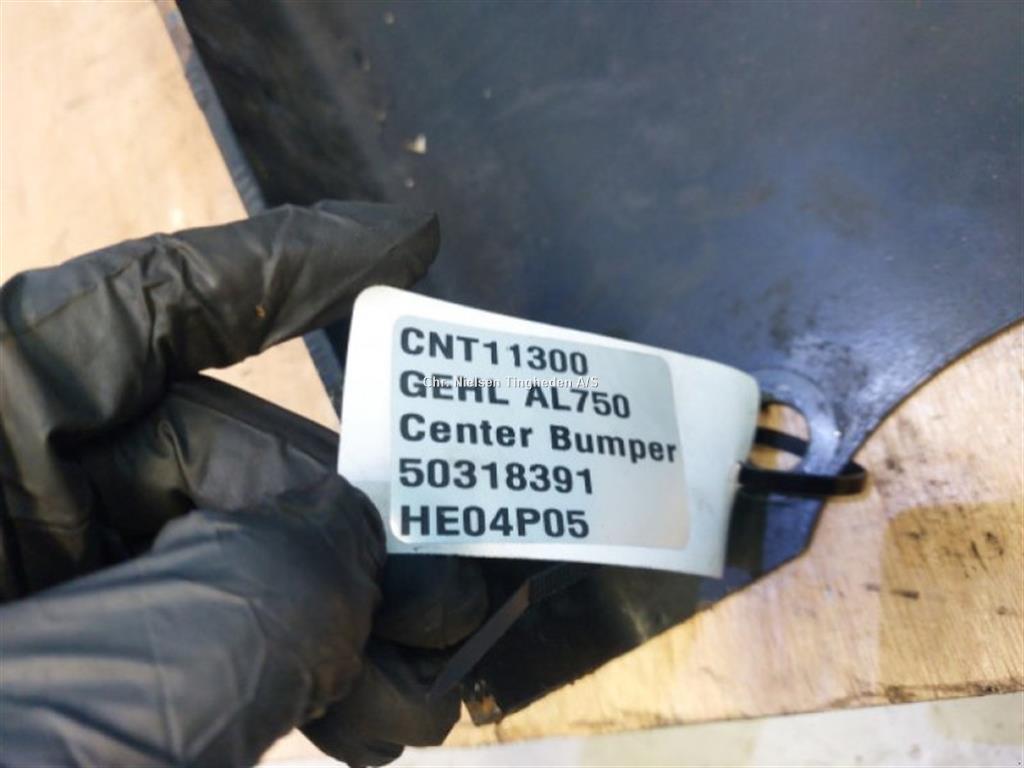 CNT11300
Chr. Nielsen Tingheden A/S
GEHL AL750
Center Bumper
50318391
HE04P05